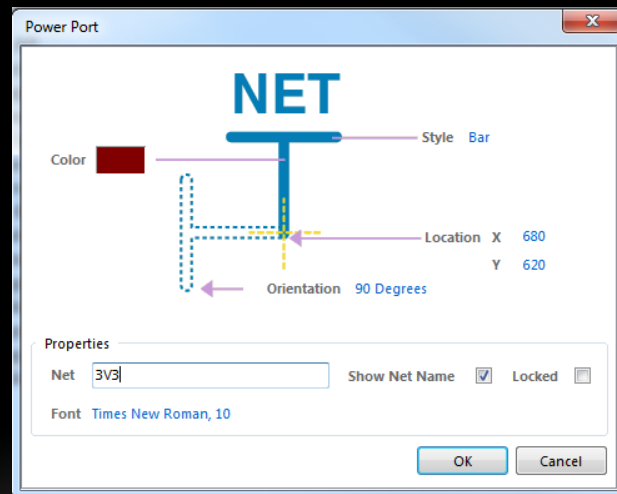 Power Port
NET
Style Bar
Color
Location X 680
Y 620
Orientation 90 Degrees
Properties
Net 3V3 Show Net Name Locked
Font Times New Roman, 10
OK Cancel